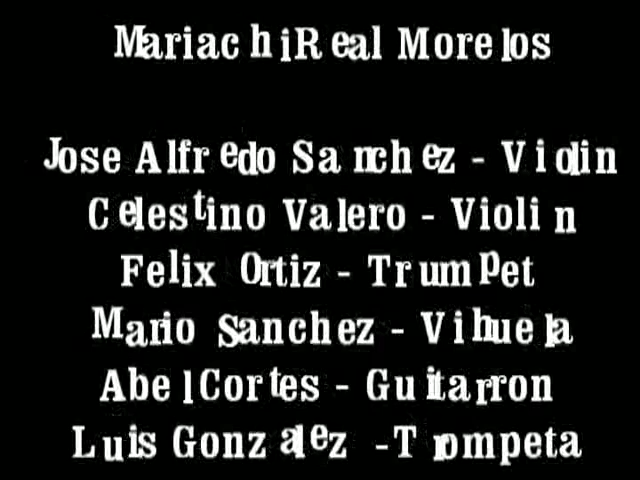 Mariachi Real Morelos
Jose Alfredo Sanchez - Violin
Celestino Valero - Violin
Felix Ortiz - Trumpet
Mario Sanchez - Vihuela
Abel Cortes - Guitarron
Luis Gonzalez - Trompeta